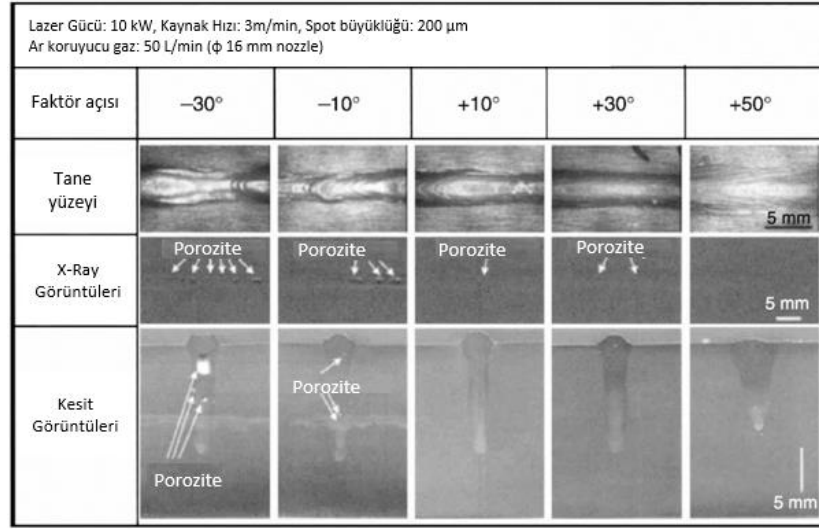 Lazer Gücü: 10 kW, Kaynak Hızı: 3m/min, Spot büyüklüğü: 200 µm
Ar koruyucu gaz: 50 L/min (ϕ 16 mm nozzle)
Faktör açısı −30° −10° +10° +30° +50°
Tane
yüzeyi
5 mm
Porozite Porozite Porozite Porozite
X-Ray
Görüntüleri
5 mm
Kesit
Görüntüleri
Porozite
Porozite
5 mm